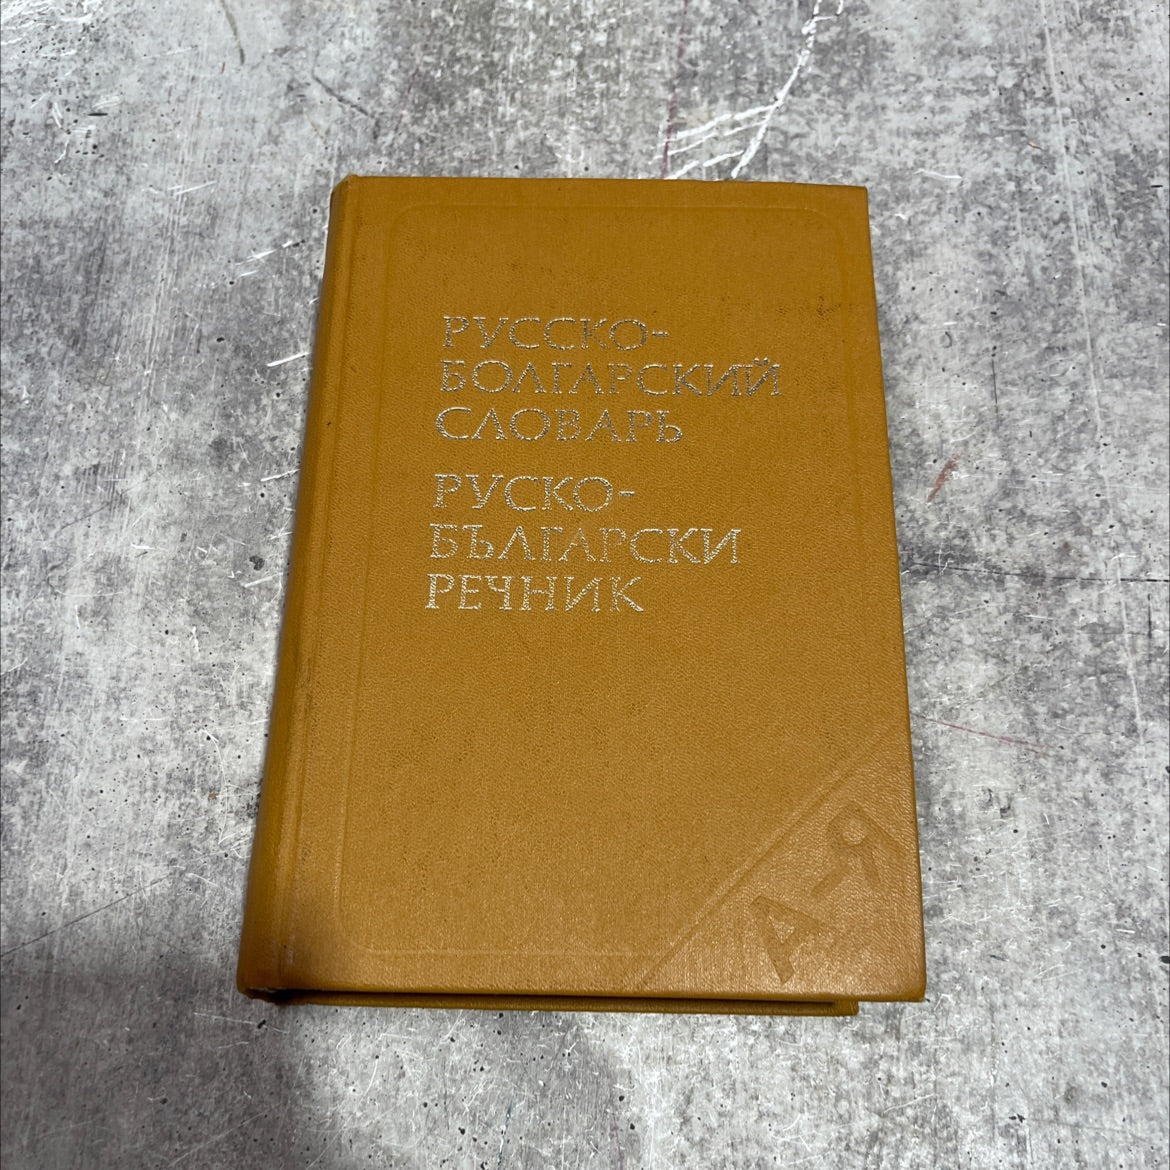 РУССКО-
БОЛГАРСКИЙ
СЛОВАРЬ
РУСКО-
БЪЛГАРСКИ
РЕЧНИК
А-Я